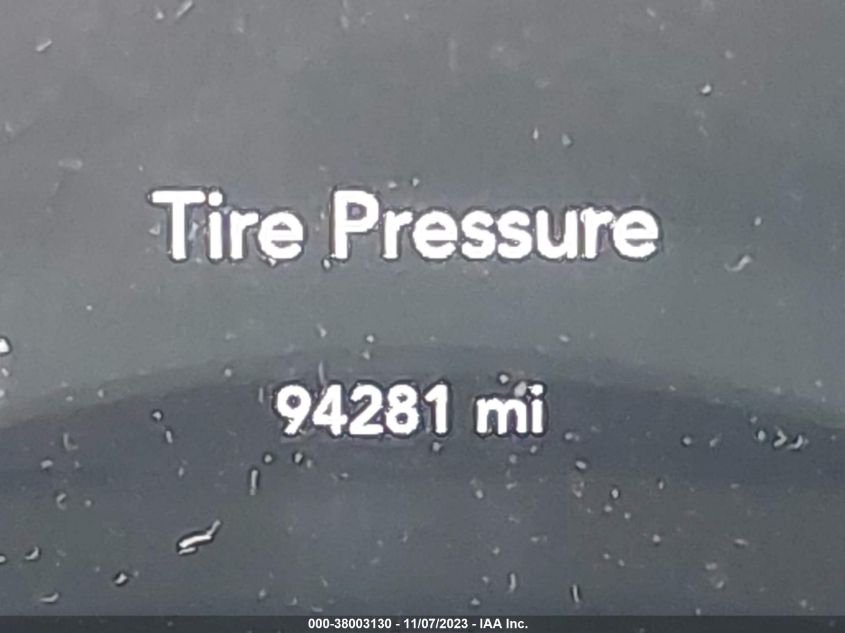 Tire Pressure
94281 mi
000-38003130 - 11/07/2023 - IAA Inc.